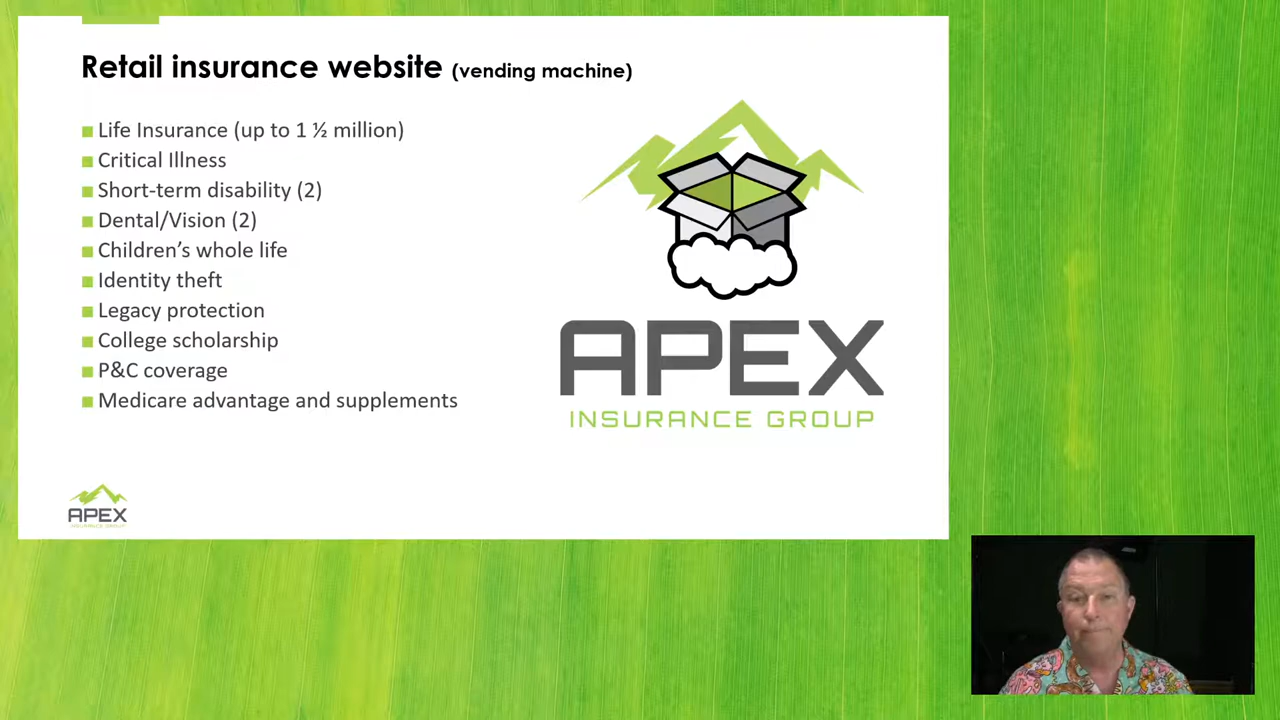 Retail insurance website (vending machine)
Life Insurance (up to 1 ½ million)
Critical Illness
Short-term disability (2)
Dental/Vision (2)
Children’s whole life
Identity theft
Legacy protection
College scholarship
P&C coverage
Medicare advantage and supplements
APEX
INSURANCE GROUP
APEX
INSURANCE GROUP